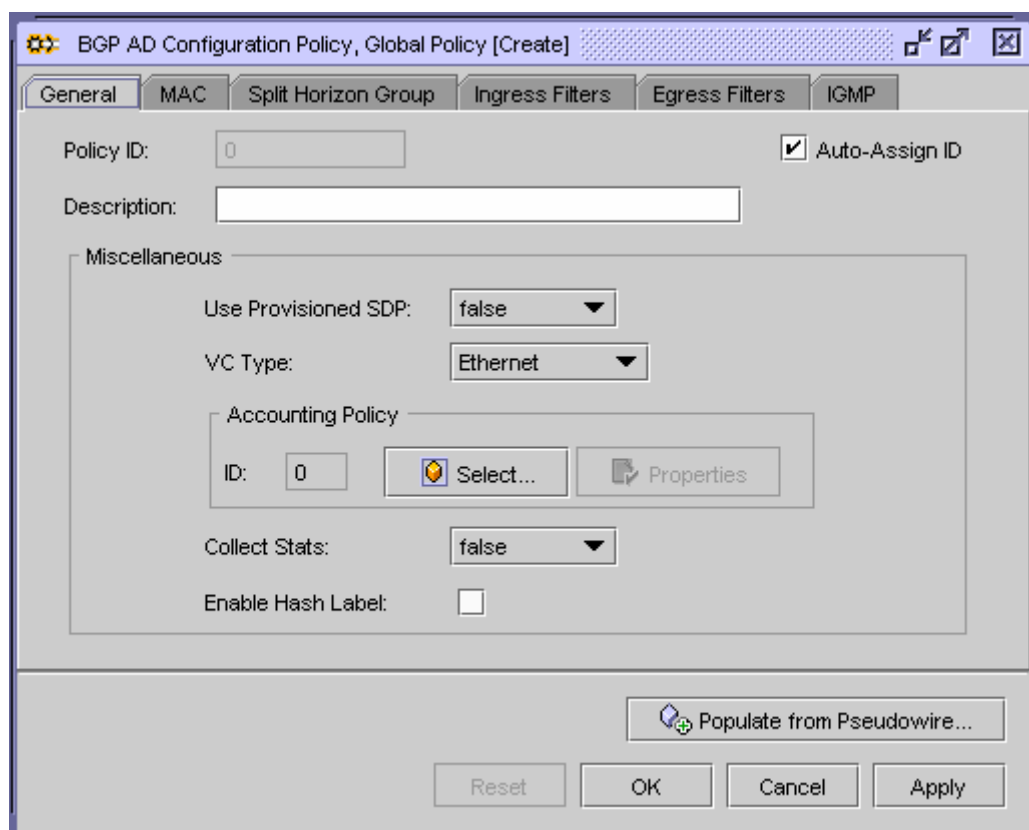 BGP AD Configuration Policy, Global Policy [Create]
General MAC Split Horizon Group Ingress Filters Egress Filters IGMP
Policy ID: 0 Auto-Assign ID
Description:
Miscellaneous
Use Provisioned SDP: false
VC Type: Ethernet
Accounting Policy
ID: 0 Select... Properties
Collect Stats: false
Enable Hash Label:
Populate from Pseudowire...
Reset OK Cancel Apply